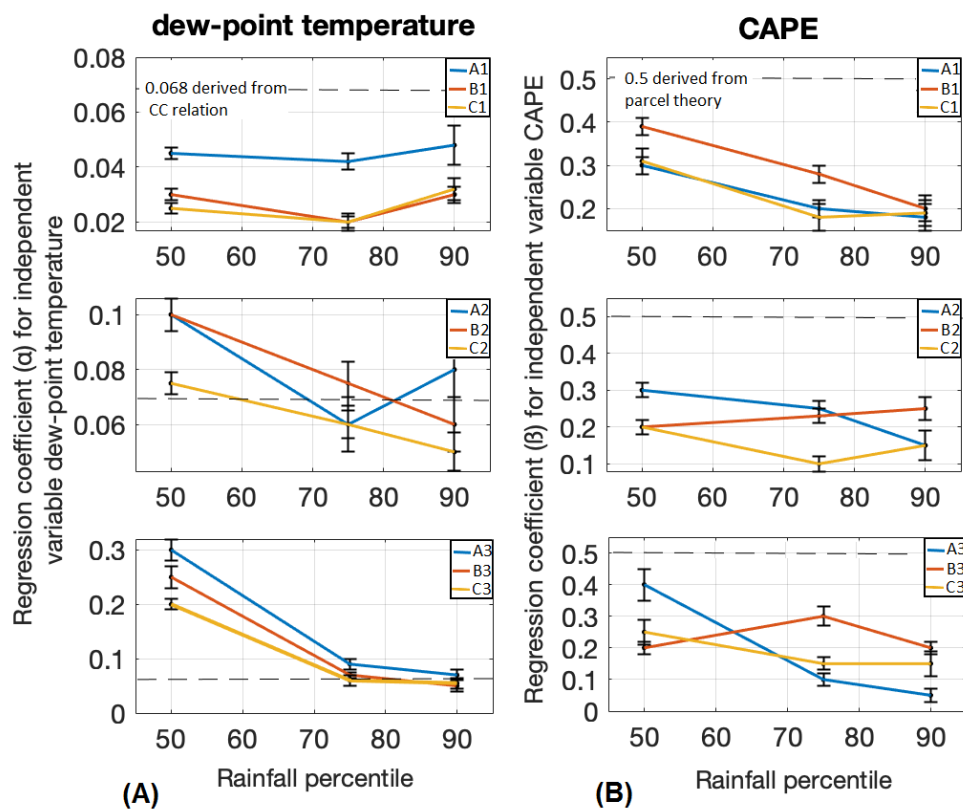 dew-point temperature
CAPE
Regression coefficient (α) for independent
variable dew-point temperature
0.08
0.06
0.04
0.02
0.068 derived from
CC relation
A1
B1
C1
50 60 70 80 90
0.1
0.08
0.06
A2
B2
C2
50 60 70 80 90
0.3
0.2
0.1
0
A3
B3
C3
50 60 70 80 90
Rainfall percentile
(A)
Regression coefficient (ß) for independent variable CAPE
0.5
0.4
0.3
0.2
0.5 derived from
parcel theory
A1
B1
C1
50 60 70 80 90
0.5
0.4
0.3
0.2
0.1
A2
B2
C2
50 60 70 80 90
0.5
0.4
0.3
0.2
0.1
0
A3
B3
C3
50 60 70 80 90
Rainfall percentile
(B)